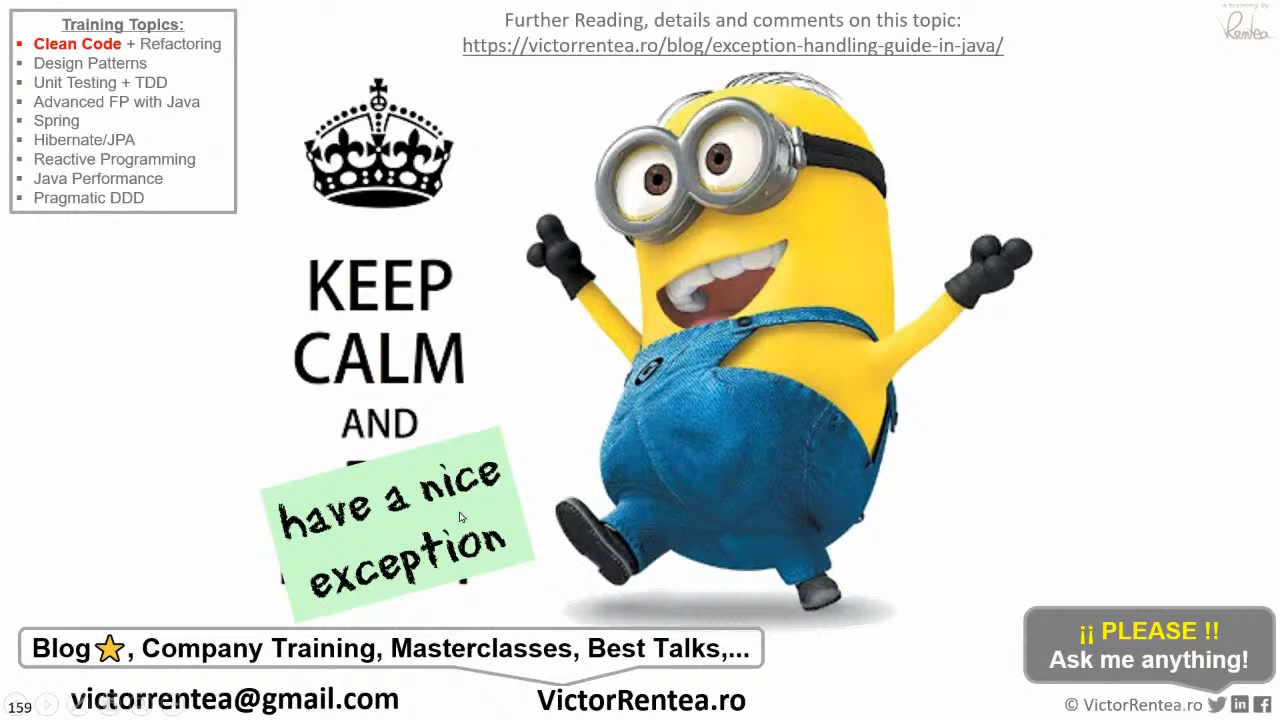 Training Topics:
Clean Code + Refactoring
Design Patterns
Unit Testing + TDD
Advanced FP with Java
Spring
Hibernate/JPA
Reactive Programming
Java Performance
Pragmatic DDD
Further Reading, details and comments on this topic:
https://victorrentea.ro/blog/exception-handling-guide-in-java/
a training by
Rentea
KEEP
CALM
AND
have a nice
exception
Blog⭐, Company Training, Masterclasses, Best Talks,...
victorrentea@gmail.com
VictorRentea.ro
¡¡ PLEASE !!
Ask me anything!
159
© VictorRentea.ro